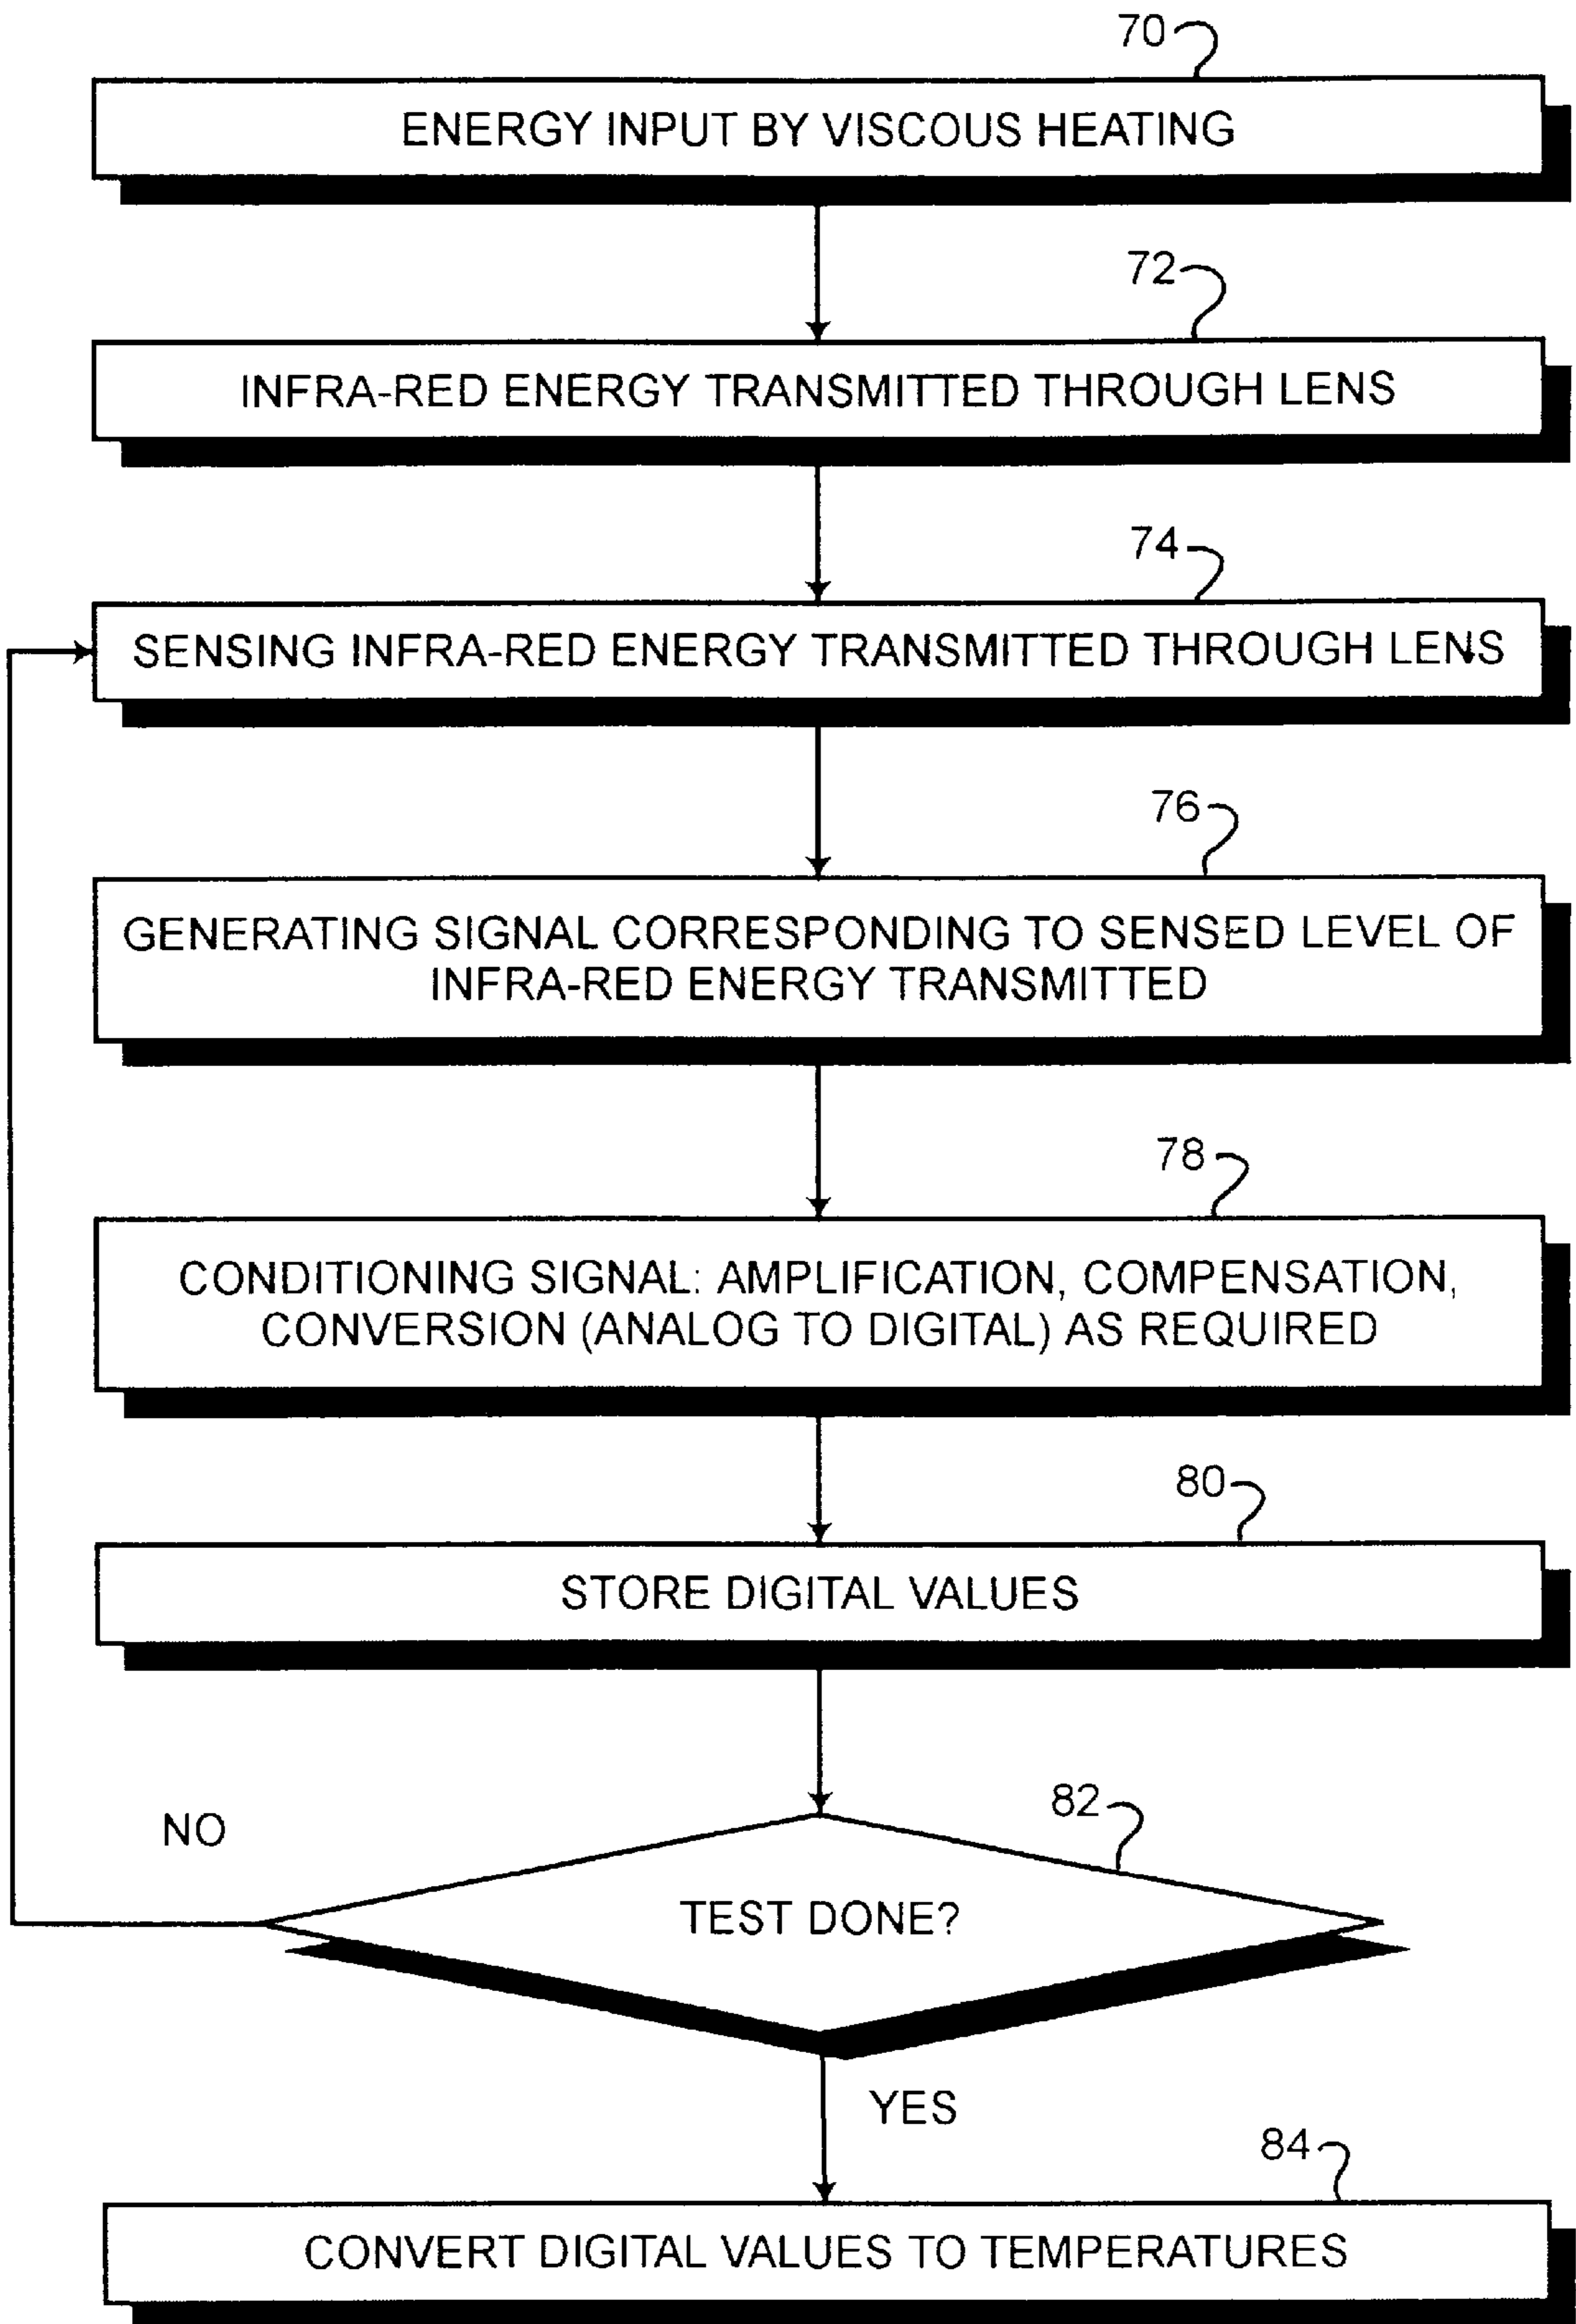 70
ENERGY INPUT BY VISCOUS HEATING
72
INFRA-RED ENERGY TRANSMITTED THROUGH LENS
74
SENSING INFRA-RED ENERGY TRANSMITTED THROUGH LENS
76
GENERATING SIGNAL CORRESPONDING TO SENSED LEVEL OF
INFRA-RED ENERGY TRANSMITTED
78
CONDITIONING SIGNAL: AMPLIFICATION, COMPENSATION,
CONVERSION (ANALOG TO DIGITAL) AS REQUIRED
80
STORE DIGITAL VALUES
82
NO
TEST DONE?
YES
84
CONVERT DIGITAL VALUES TO TEMPERATURES